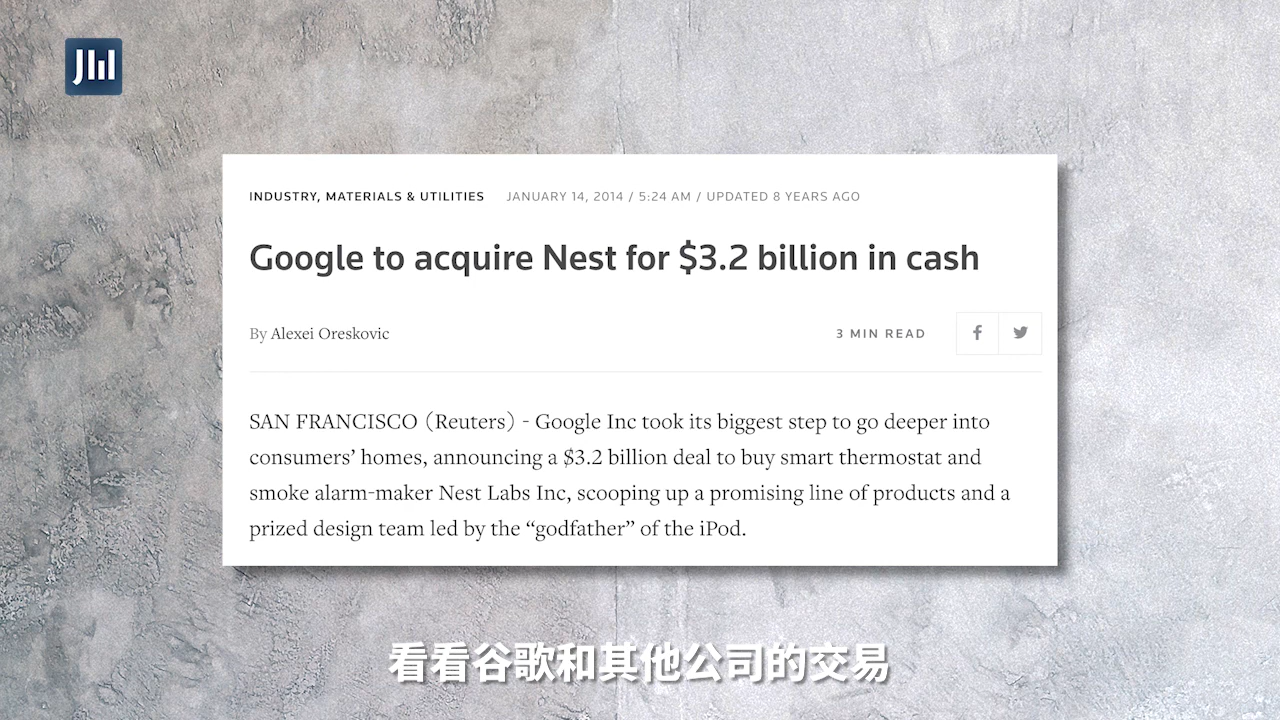 INDUSTRY, MATERIALS & UTILITIES JANUARY 14, 2014 / 5:24 AM / UPDATED 8 YEARS AGO
Google to acquire Nest for $3.2 billion in cash
By Alexei Oreskovic 3 MIN READ
SAN FRANCISCO (Reuters) - Google Inc took its biggest step to go deeper into
consumers’ homes, announcing a $3.2 billion deal to buy smart thermostat and
smoke alarm-maker Nest Labs Inc, scooping up a promising line of products and a
prized design team led by the “godfather” of the iPod.
看看谷歌和其他公司的交易